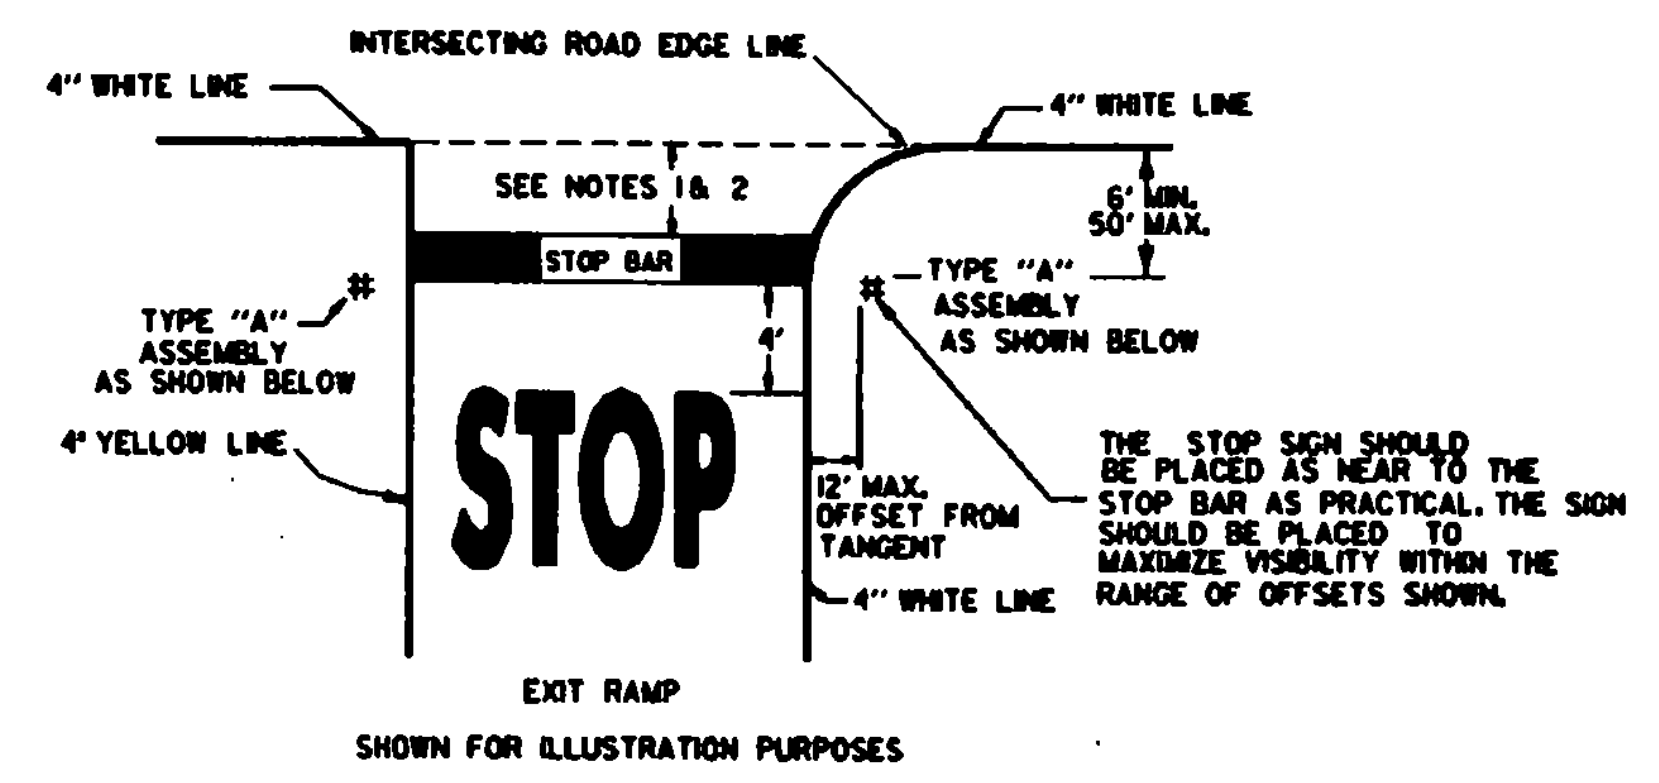 INTERSECTING ROAD EDGE LINE
4" WHITE LINE
4" WHITE LINE
SEE NOTES 1 & 2
6' MIN.
50' MAX.
STOP BAR
TYPE "A"
ASSEMBLY
AS SHOWN BELOW
TYPE "A"
ASSEMBLY
AS SHOWN BELOW
4'
STOP
4" YELLOW LINE
12' MAX.
OFFSET FROM
TANGENT
THE STOP SIGN SHOULD
BE PLACED AS NEAR TO THE
STOP BAR AS PRACTICAL. THE SIGN
SHOULD BE PLACED TO
MAXIMIZE VISIBILITY WITHIN THE
RANGE OF OFFSETS SHOWN.
4" WHITE LINE
EXIT RAMP
SHOWN FOR ILLUSTRATION PURPOSES